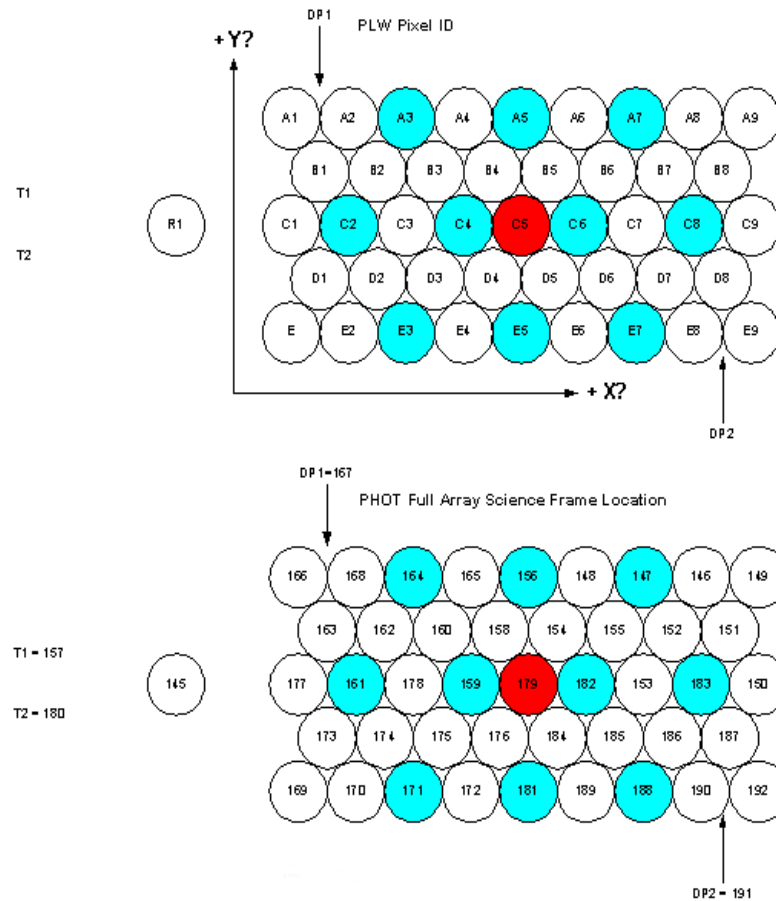 DP1
PLW Pixel ID
+ Y?
A1 A2 A3 A4 A5 A6 A7 A8 A9
B1 B2 B3 B4 B5 B6 B7 B8
T1
R1 C1 C2 C3 C4 C5 C6 C7 C8 C9
T2
D1 D2 D3 D4 D5 D6 D7 D8
E E2 E3 E4 E5 E6 E7 E8 E9
+ X?
DP2
DP1=167
PHOT Full Array Science Frame Location
166 168 164 165 156 148 147 146 149
163 162 160 158 154 155 152 151
T1 = 157
145 177 161 178 159 179 182 153 183 150
T2 = 180
173 174 175 176 184 185 186 187
169 170 171 172 181 189 188 190 192
DP2 = 191